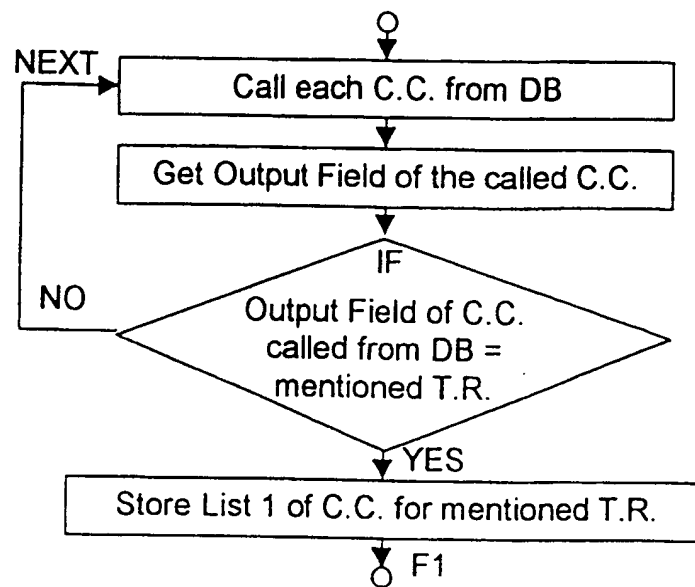 NEXT
Call each C.C. from DB
Get Output Field of the called C.C.
IF
NO
Output Field of C.C.
called from DB =
mentioned T.R.
YES
Store List 1 of C.C. for mentioned T.R.
F1